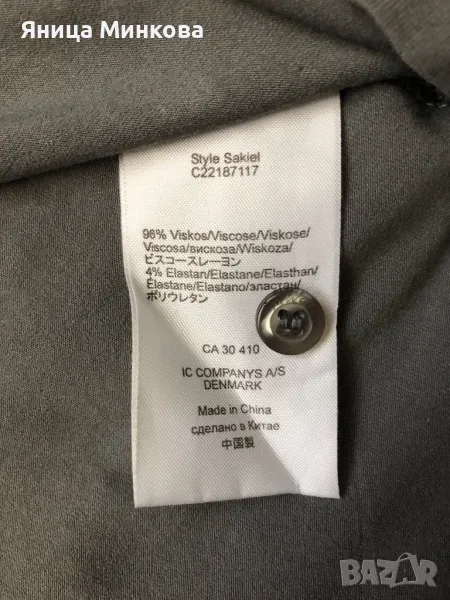 Яница Минкова
Style Sakiel
C22187117
96% Viskos/Viscose/Viskose/
Viscosa/вискоза/Wiskoza/
ビスコースレーヨン
4% Elastan/Elastane/Elasthan/
Élastane/Elastano/эластан/
ポリウレタン
CA 30 410
IC COMPANYS A/S
DENMARK
Made in China
сделано в Китае
中国製
BAZAR